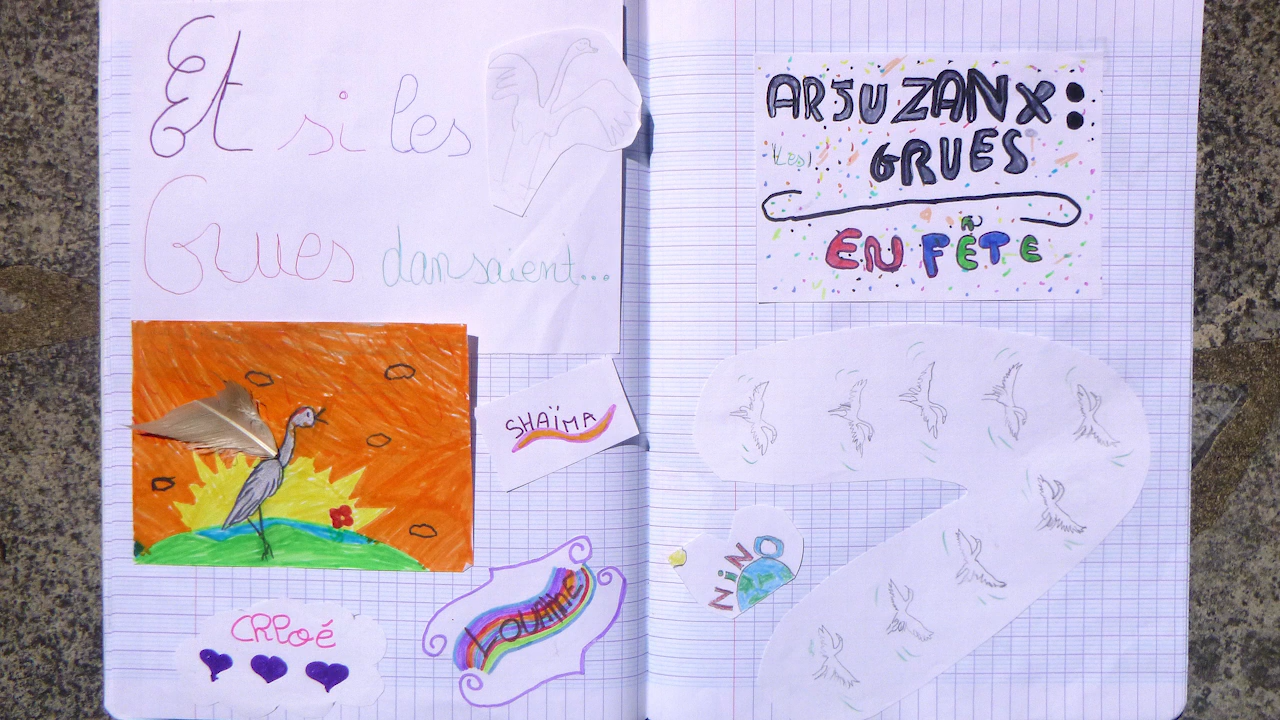 Et si les
Grues dansaient...
SHAÏMA
CHloé
LOUANE
ARJUZANX :
Les
GRUES
EN FÊTE
NiNO